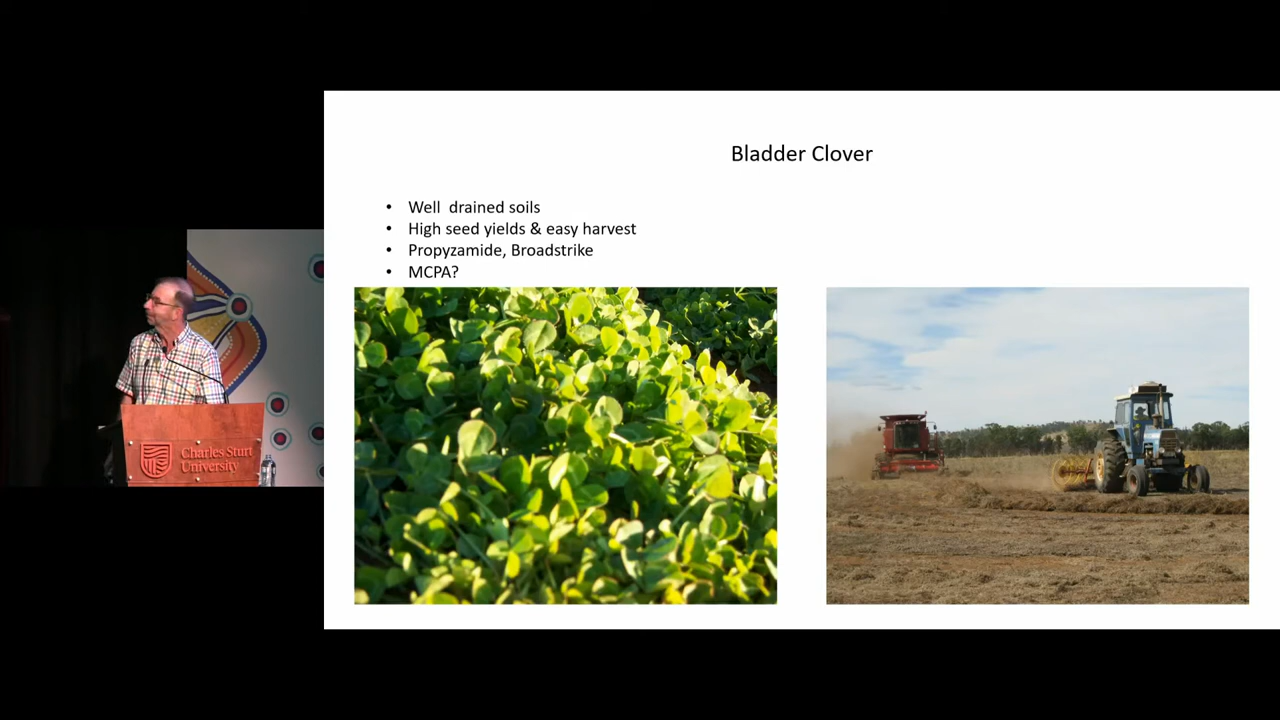 Bladder Clover
• Well  drained soils
• High seed yields & easy harvest
• Propyzamide, Broadstrike
• MCPA?
Charles Sturt
University